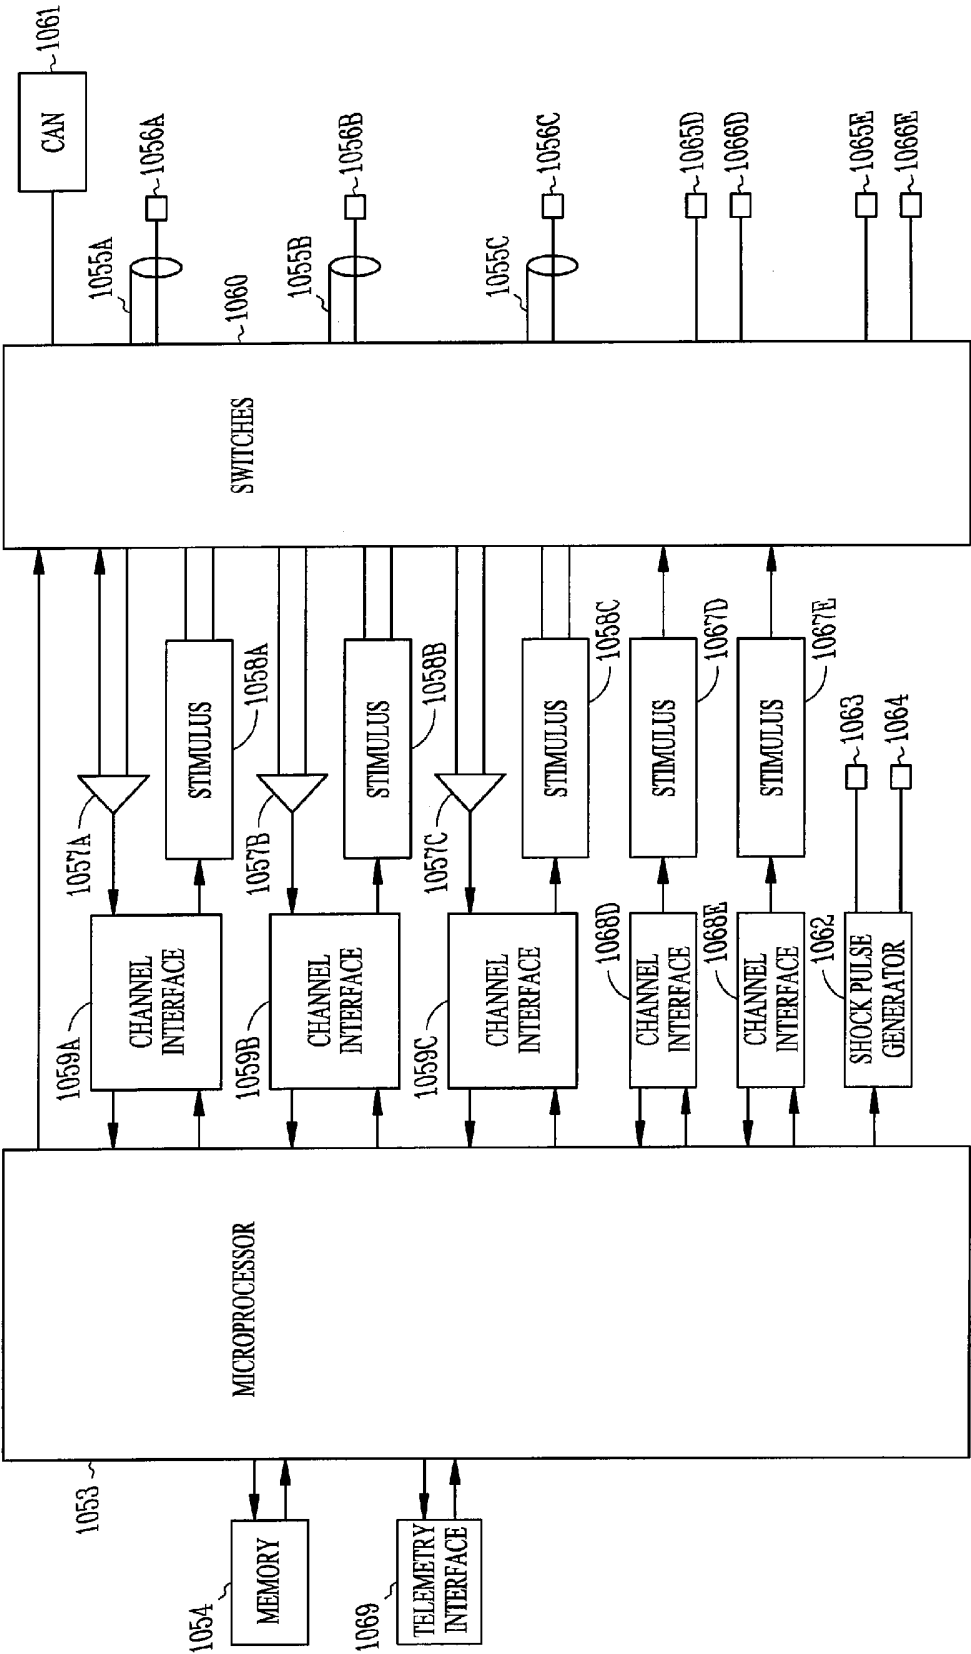 1061
CAN
1055A
1056A
1055B
1056B
1055C
1056C
1065D
1066D
1065E
1066E
1060
SWITCHES
1057A
STIMULUS
1058A
1057B
STIMULUS
1058B
1057C
STIMULUS
1058C
STIMULUS
1067D
STIMULUS
1067E
1063
1064
1059A
CHANNEL
INTERFACE
1059B
CHANNEL
INTERFACE
1059C
CHANNEL
INTERFACE
1068D
CHANNEL
INTERFACE
1068E
CHANNEL
INTERFACE
1062
SHOCK PULSE
GENERATOR
MICROPROCESSOR
1053
1054
MEMORY
1069
TELEMETRY
INTERFACE